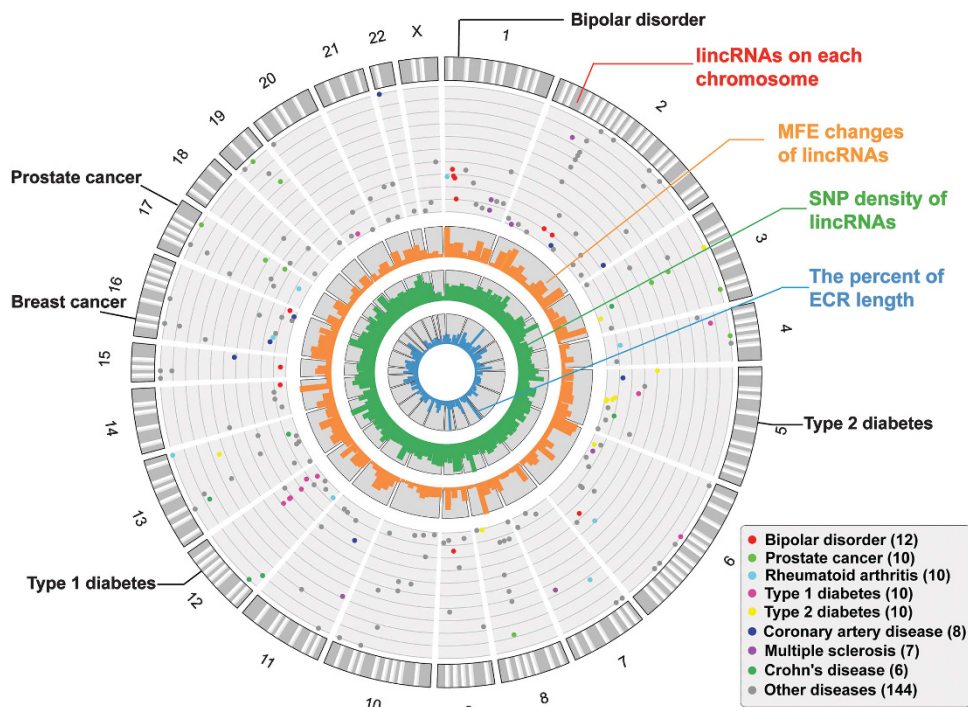 Bipolar disorder
1
2
3
4
5
6
7
8
10
11
12
13
14
15
16
17
18
19
20
21
22
X
lincRNAs on each
chromosome
MFE changes
of lincRNAs
SNP density of
lincRNAs
The percent of
ECR length
Prostate cancer
Breast cancer
Type 1 diabetes
Type 2 diabetes
Bipolar disorder (12)
Prostate cancer (10)
Rheumatoid arthritis (10)
Type 1 diabetes (10)
Type 2 diabetes (10)
Coronary artery disease (8)
Multiple sclerosis (7)
Crohn's disease (6)
Other diseases (144)